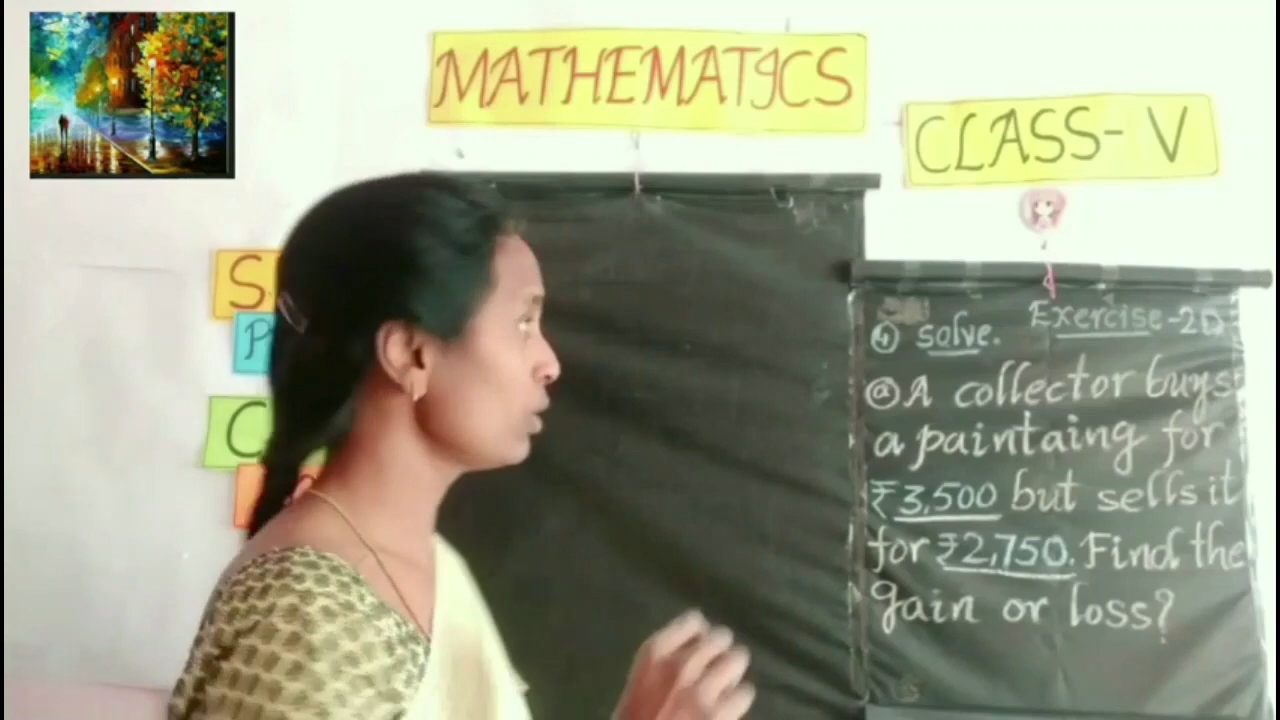 MATHEMATICS
CLASS-V
S.
P
C
Exercise-2D
④ solve.
ⓐ A collector buys
a paintaing for
₹3,500 but sells it
for ₹2,750. Find the
gain or loss?